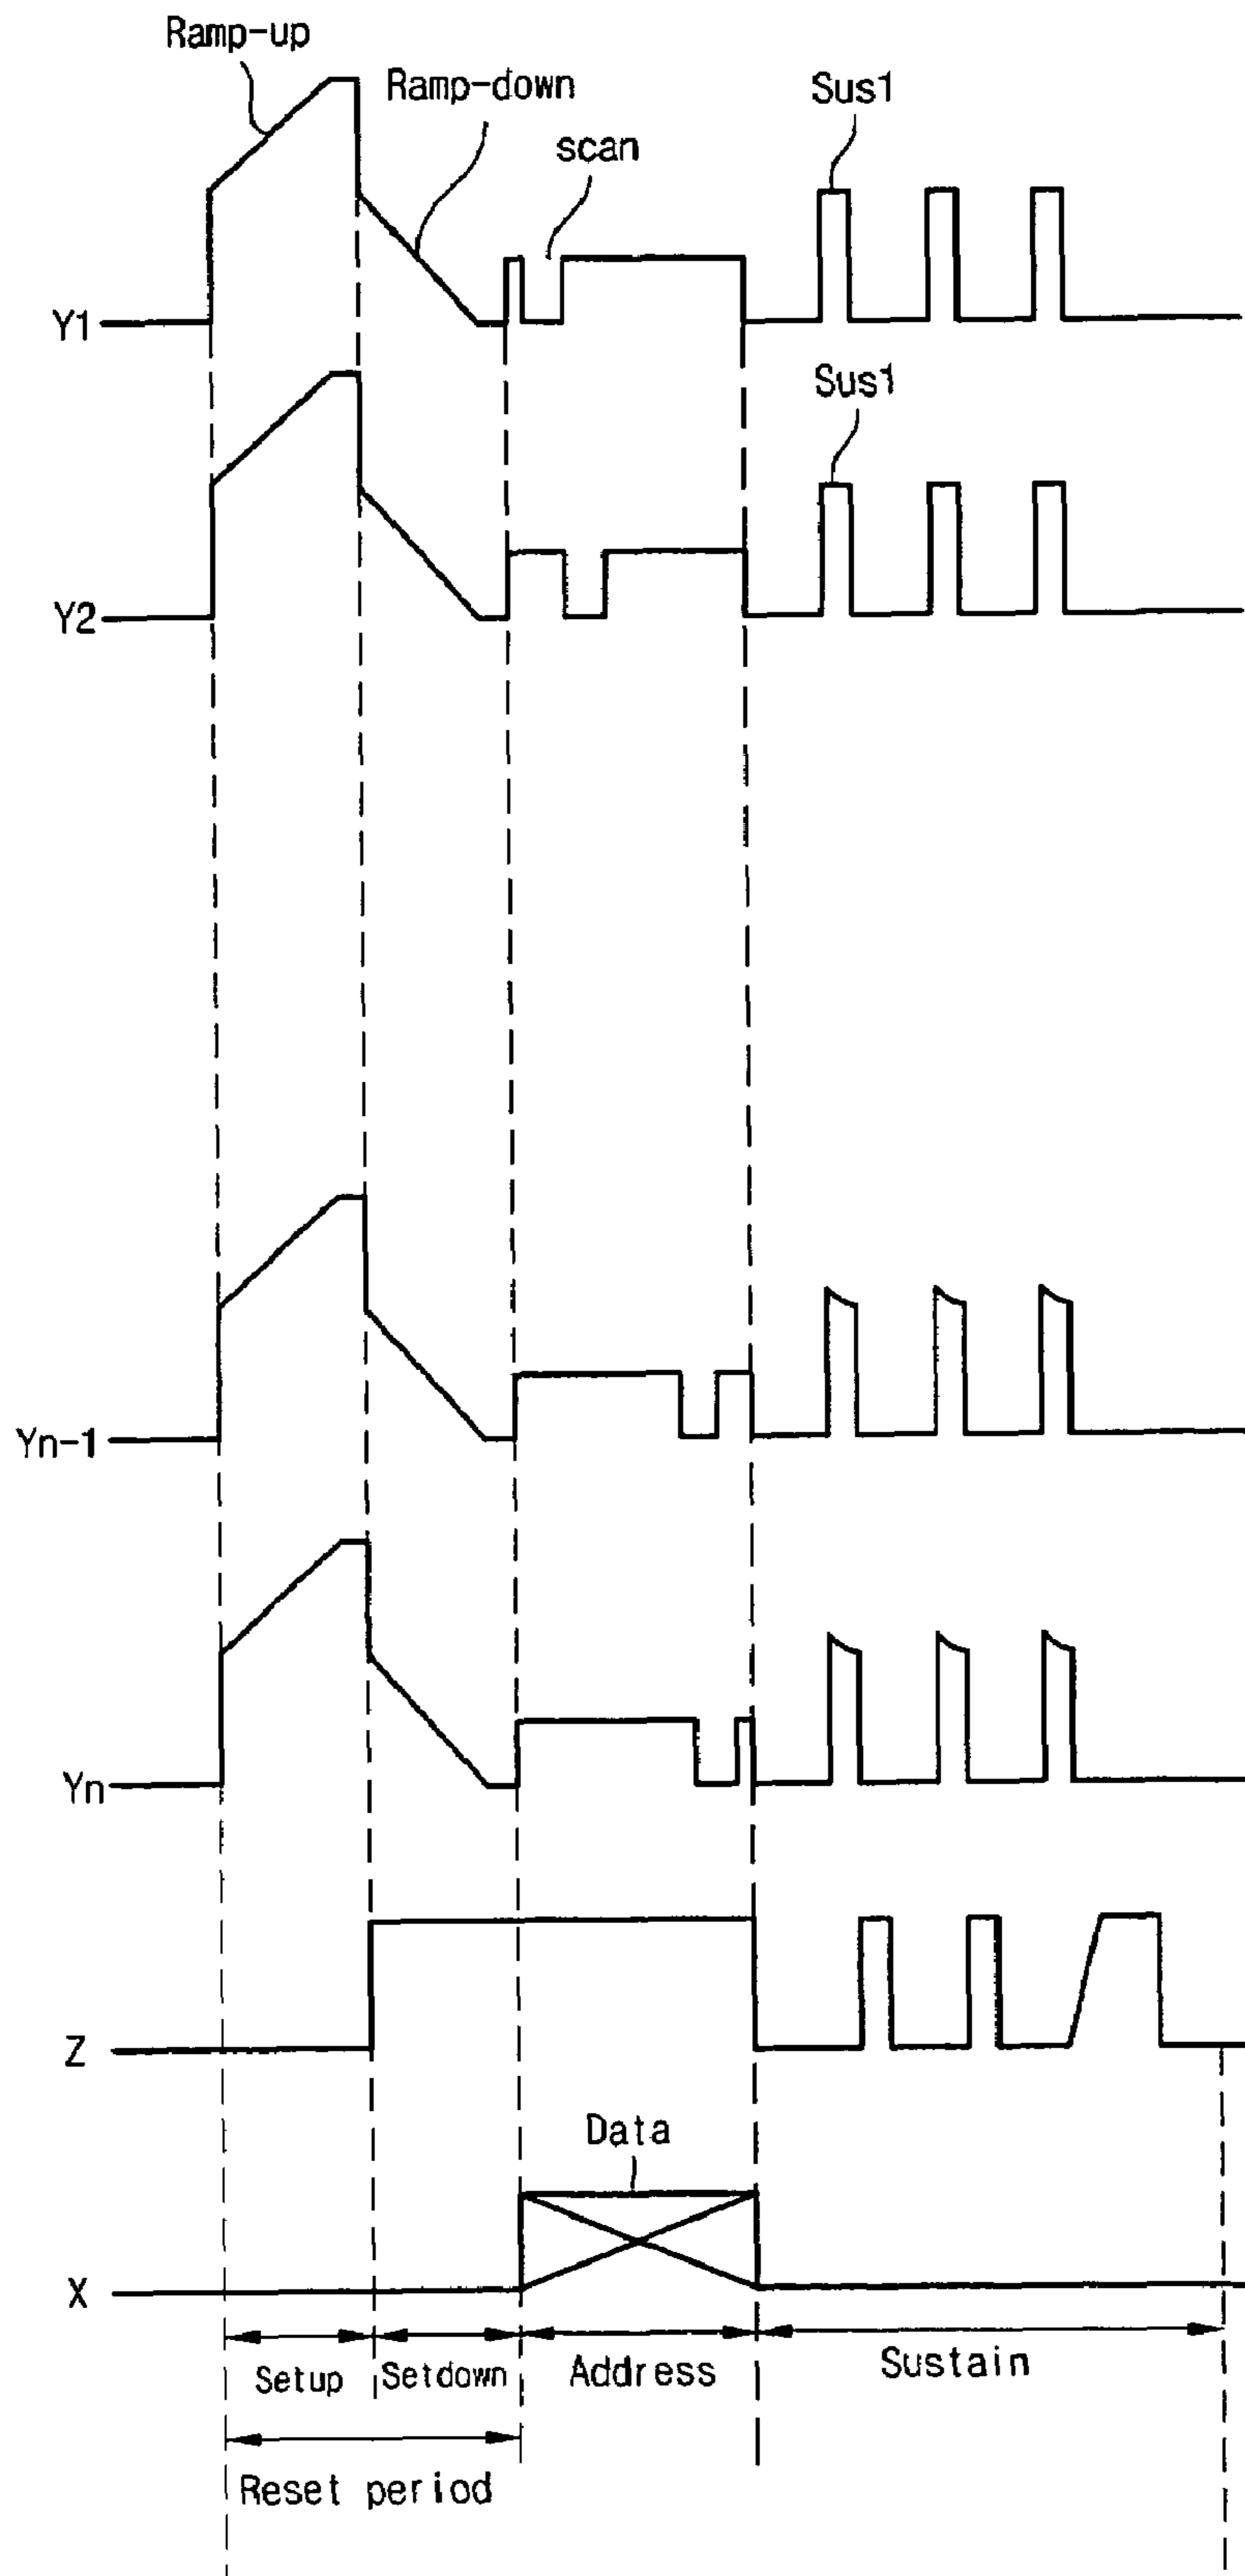 Ramp-up
Ramp-down
scan
Sus1
Y1
Sus1
Y2
Yn-1
Yn
Z
Data
X
Setup
Setdown
Address
Sustain
Reset period